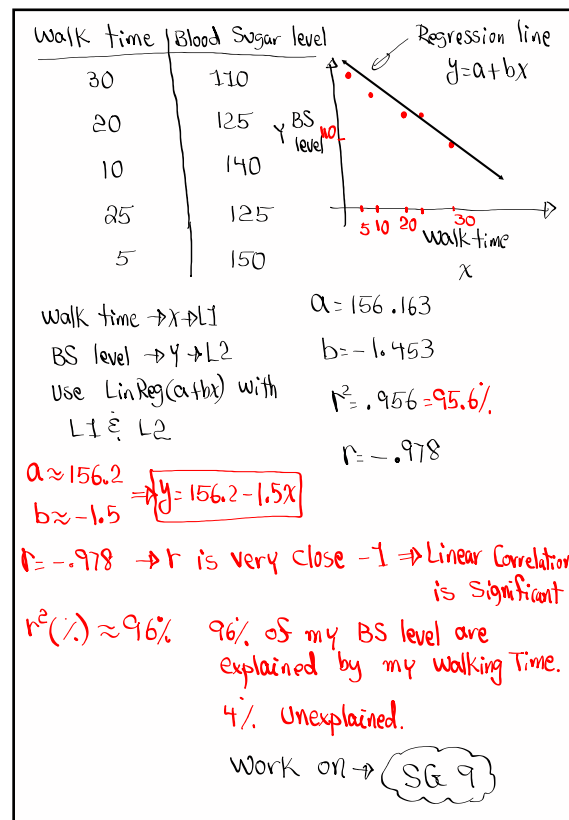 Walk time | Blood Sugar level
30 110
20 125
10 140
25 125
5 150
Regression line
y=a+bx
Y BS level
110
5 10 20 30
Walk time
x
Walk time → X → L1
BS level → Y → L2
Use LinReg(a+bx) with
L1 & L2
a = 156.163
b = -1.453
r² = .956 = 95.6%
r = -.978
a ≈ 156.2
b ≈ -1.5
⇒ y = 156.2 - 1.5x
r = -.978 → r is very close -1 ⇒ Linear Correlation
is Significant
r²(%) ≈ 96% 96% of my BS level are
explained by my Walking Time.
4% Unexplained.
Work on → SG 9